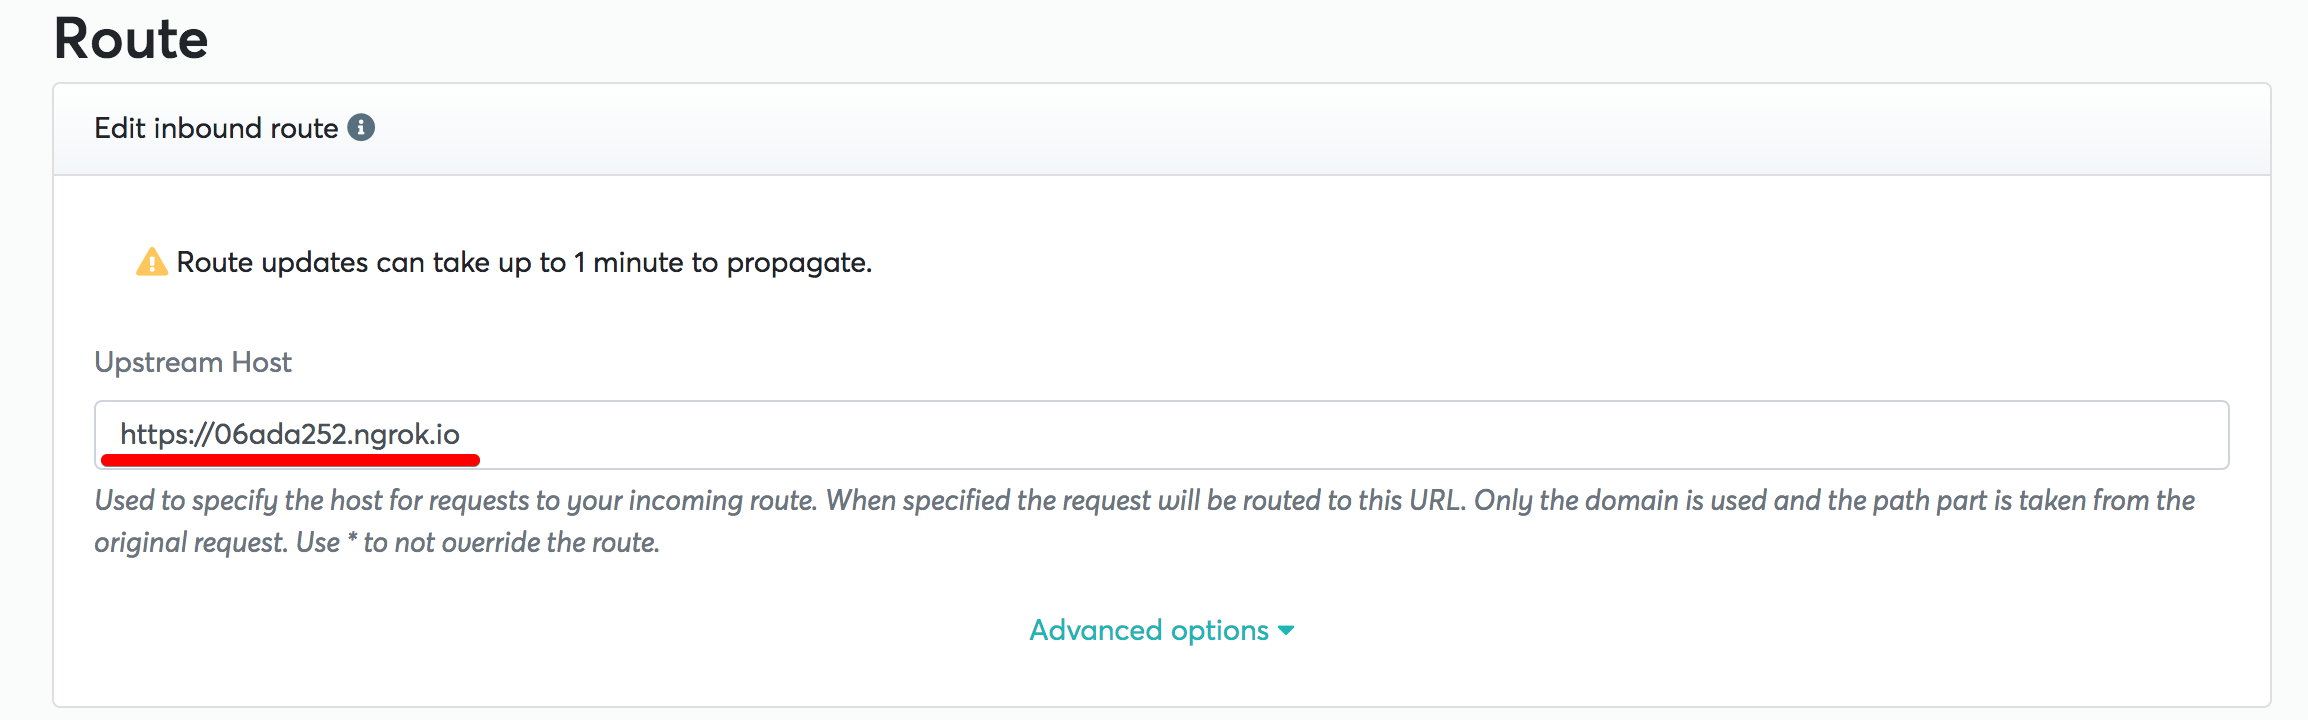 Route
Edit inbound route
Route updates can take up to 1 minute to propagate.
Upstream Host
https://06ada252.ngrok.io
Used to specify the host for requests to your incoming route. When specified the request will be routed to this URL. Only the domain is used and the path part is taken from the
original request. Use * to not override the route.
Advanced options